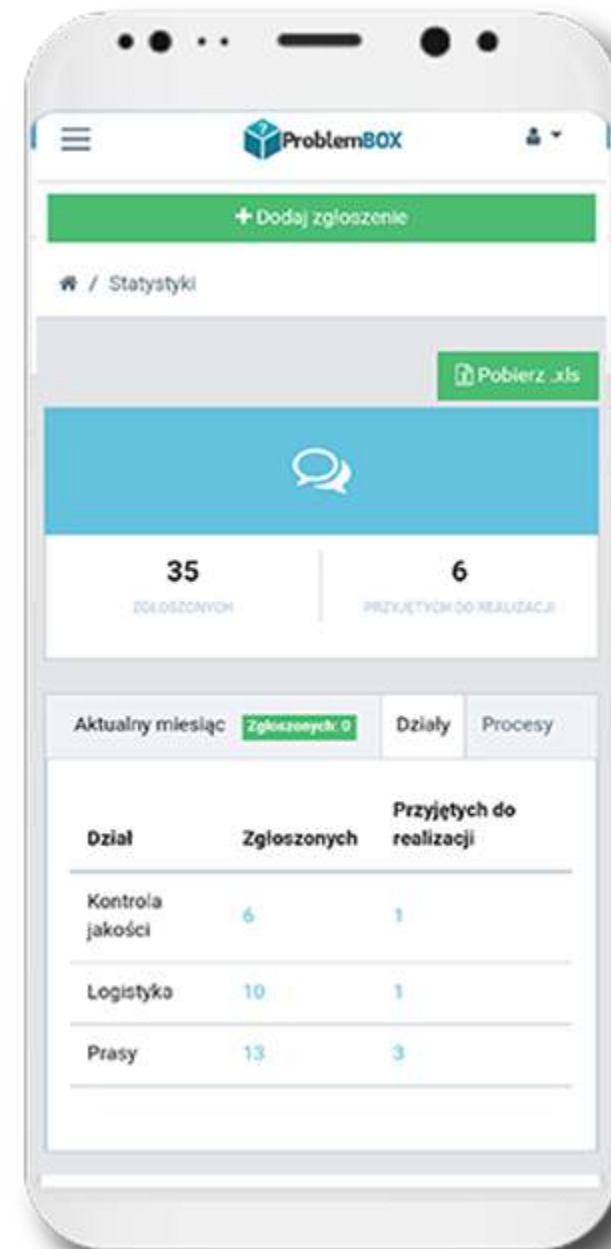 ?
ProblemBOX
Dodaj zgłoszenie
/ Statystyki
Pobierz .xls
35
6
ZGŁOSZONYCH
PRZYJĘTYCH DO REALIZACJI
Aktualny miesiąc Zgłoszonych: 0 Działy Procesy
Dział Zgłoszonych Przyjętych do realizacji
Kontrola jakości 6 1
Logistyka 10 1
Prasy 13 3